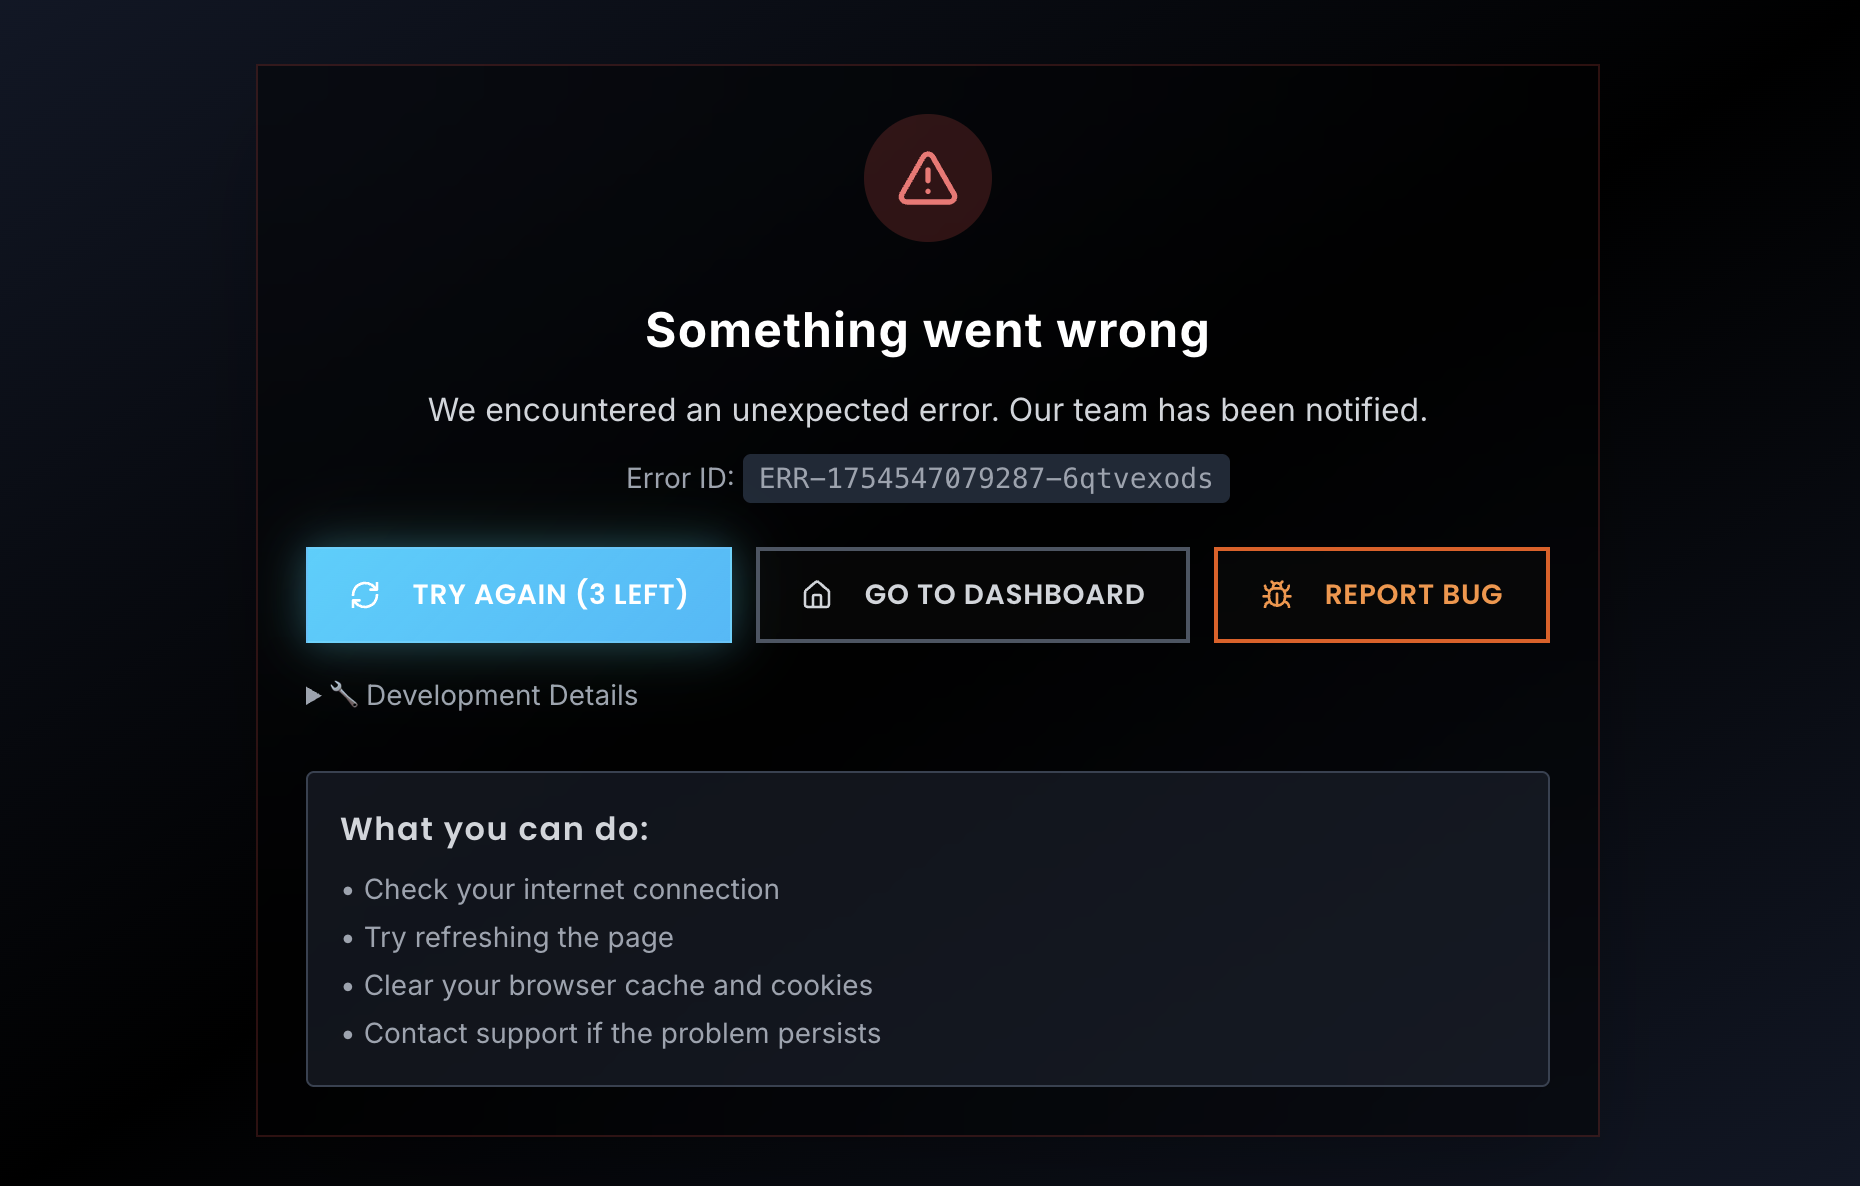 Something went wrong
We encountered an unexpected error. Our team has been notified.
Error ID: ERR-1754547079287-6qtvexods
TRY AGAIN (3 LEFT)
GO TO DASHBOARD
REPORT BUG
▶ 🔧 Development Details
What you can do:
• Check your internet connection
• Try refreshing the page
• Clear your browser cache and cookies
• Contact support if the problem persists